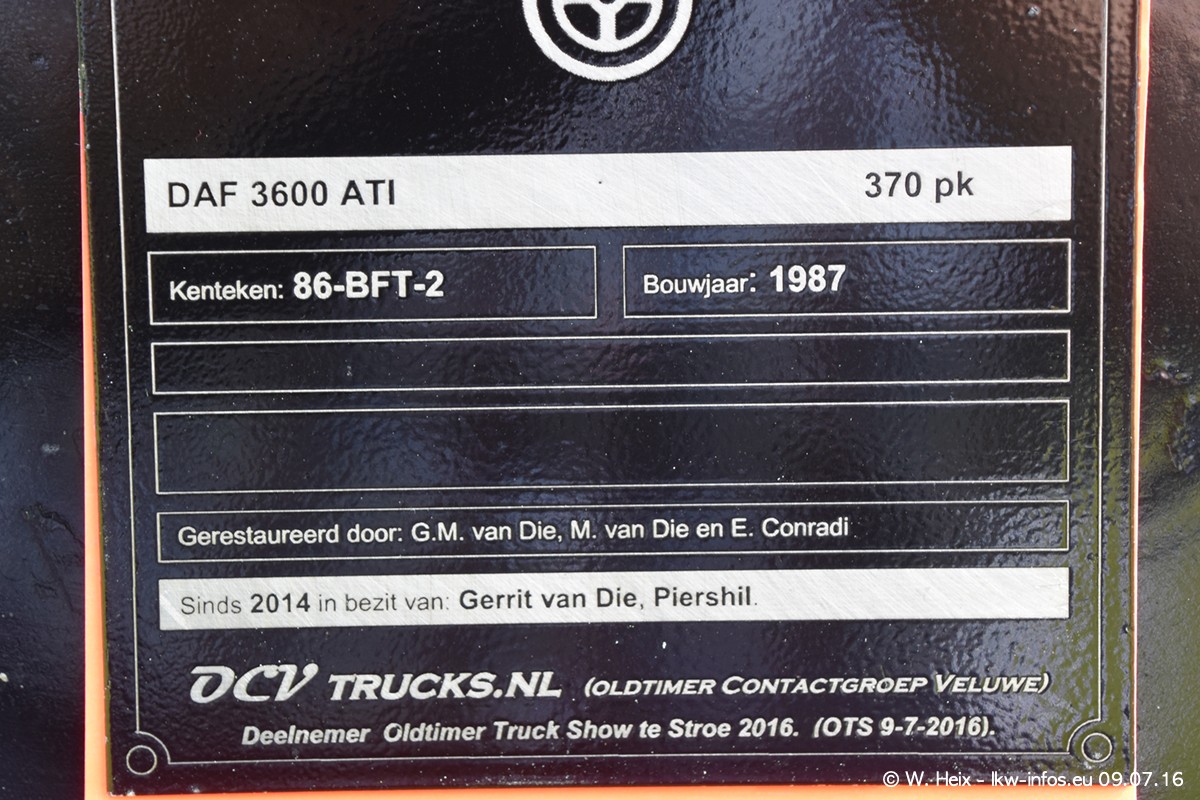 DAF 3600 ATI 370 pk
Kenteken: 86-BFT-2 Bouwjaar: 1987
Gerestaureerd door: G.M. van Die, M. van Die en E. Conradi
Sinds 2014 in bezit van: Gerrit van Die, Piershil.
OCV TRUCKS.NL (OLDTIMER CONTACTGROEP VELUWE)
Deelnemer Oldtimer Truck Show te Stroe 2016. (OTS 9-7-2016).
© W. Heix - lkw-infos.eu 09.07.16